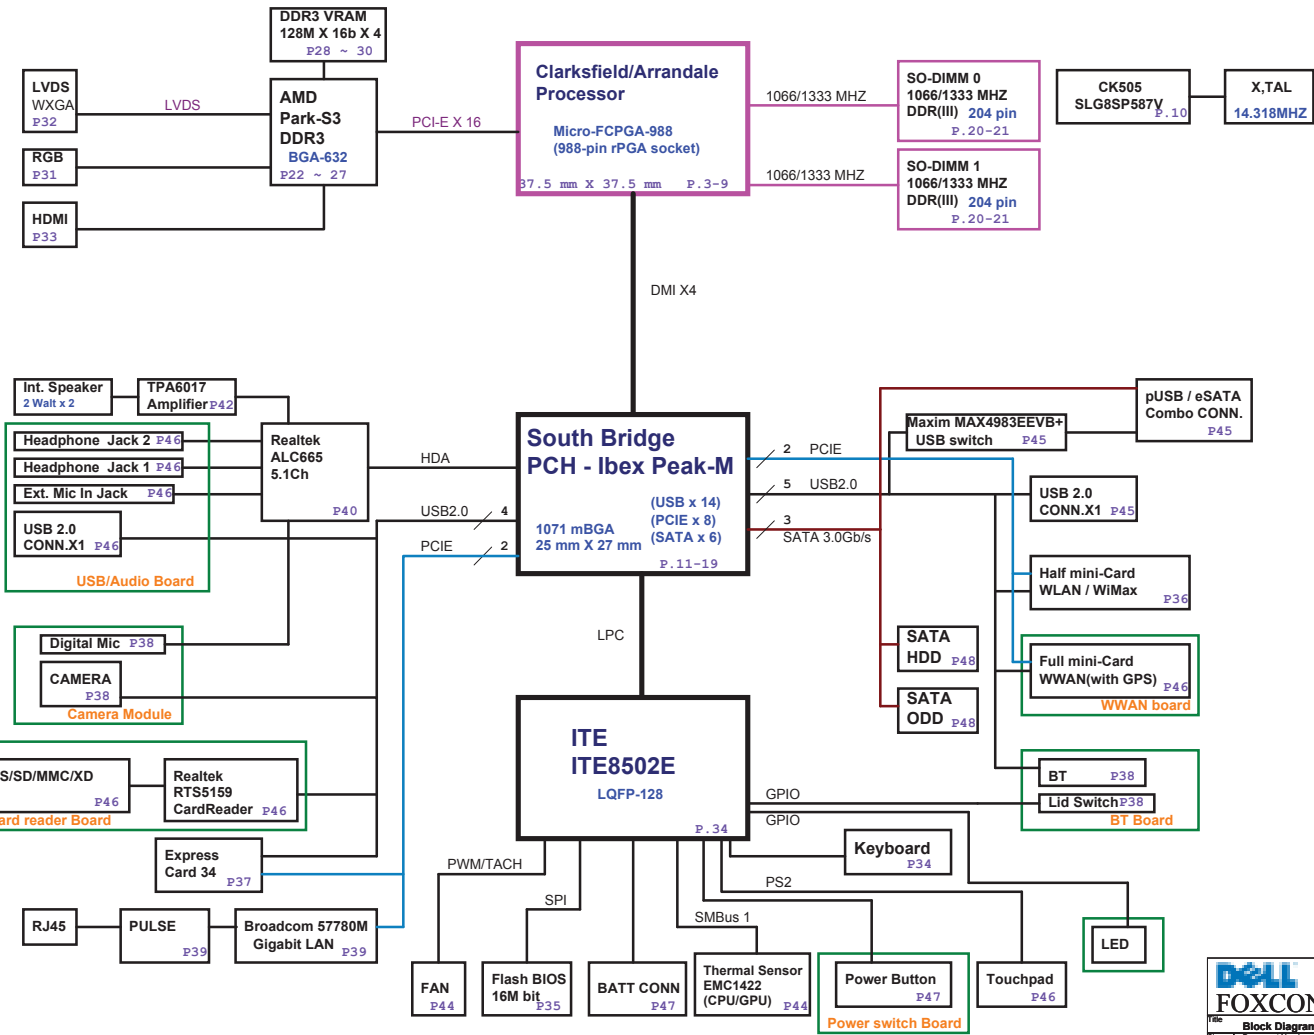 DDR3 VRAM
128M X 16b X 4
P28 ~ 30
LVDS
WXGA
P32
LVDS
AMD
Park-S3
DDR3
BGA-632
P22 ~ 27
PCI-E X 16
RGB
P31
HDMI
P33
Clarksfield/Arrandale
Processor
Micro-FCPGA-988
(988-pin rPGA socket)
37.5 mm X 37.5 mm P.3-9
1066/1333 MHZ
SO-DIMM 0
1066/1333 MHZ
DDR(III) 204 pin
P.20-21
1066/1333 MHZ
SO-DIMM 1
1066/1333 MHZ
DDR(III) 204 pin
P.20-21
CK505
SLG8SP587V
P.10
X,TAL
14.318MHZ
DMI X4
Int. Speaker
2 Walt x 2
TPA6017
Amplifier P42
Headphone Jack 2 P46
Headphone Jack 1 P46
Ext. Mic In Jack P46
USB 2.0
CONN.X1 P46
USB/Audio Board
Realtek
ALC665
5.1Ch
P40
HDA
USB2.0 4
PCIE 2
South Bridge
PCH - Ibex Peak-M
(USB x 14)
(PCIE x 8)
(SATA x 6)
1071 mBGA
25 mm X 27 mm
P.11-19
2 PCIE
5 USB2.0
3
SATA 3.0Gb/s
Maxim MAX4983EEVB+
USB switch P45
pUSB / eSATA
Combo CONN.
P45
USB 2.0
CONN.X1 P45
Half mini-Card
WLAN / WiMax
P36
Full mini-Card
WWAN(with GPS) P46
WWAN board
SATA
HDD P48
SATA
ODD P48
BT P38
Lid Switch P38
BT Board
Digital Mic P38
CAMERA
P38
Camera Module
S/SD/MMC/XD
P46
Realtek
RTS5159
CardReader P46
ard reader Board
Express
Card 34
P37
RJ45
PULSE
P39
Broadcom 57780M
Gigabit LAN P39
LPC
ITE
ITE8502E
LQFP-128
P.34
GPIO
GPIO
PWM/TACH
SPI
SMBus 1
PS2
Keyboard
P34
FAN
P44
Flash BIOS
16M bit P35
BATT CONN
P47
Thermal Sensor
EMC1422
(CPU/GPU) P44
Power Button
P47
Power switch Board
Touchpad
P46
LED
DELL
FOXCON
Title
Block Diagram